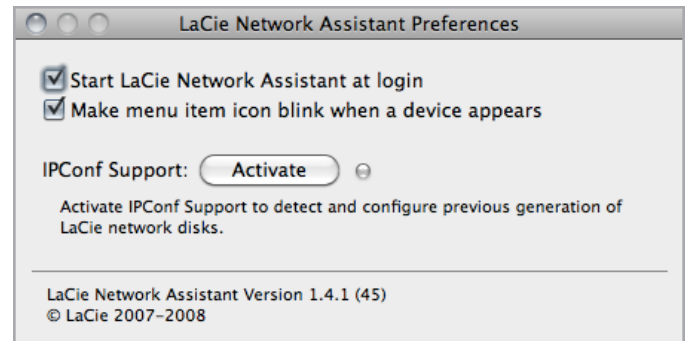 LaCie Network Assistant Preferences
Start LaCie Network Assistant at login
Make menu item icon blink when a device appears
IPConf Support: Activate
Activate IPConf Support to detect and configure previous generation of
LaCie network disks.
LaCie Network Assistant Version 1.4.1 (45)
© LaCie 2007–2008